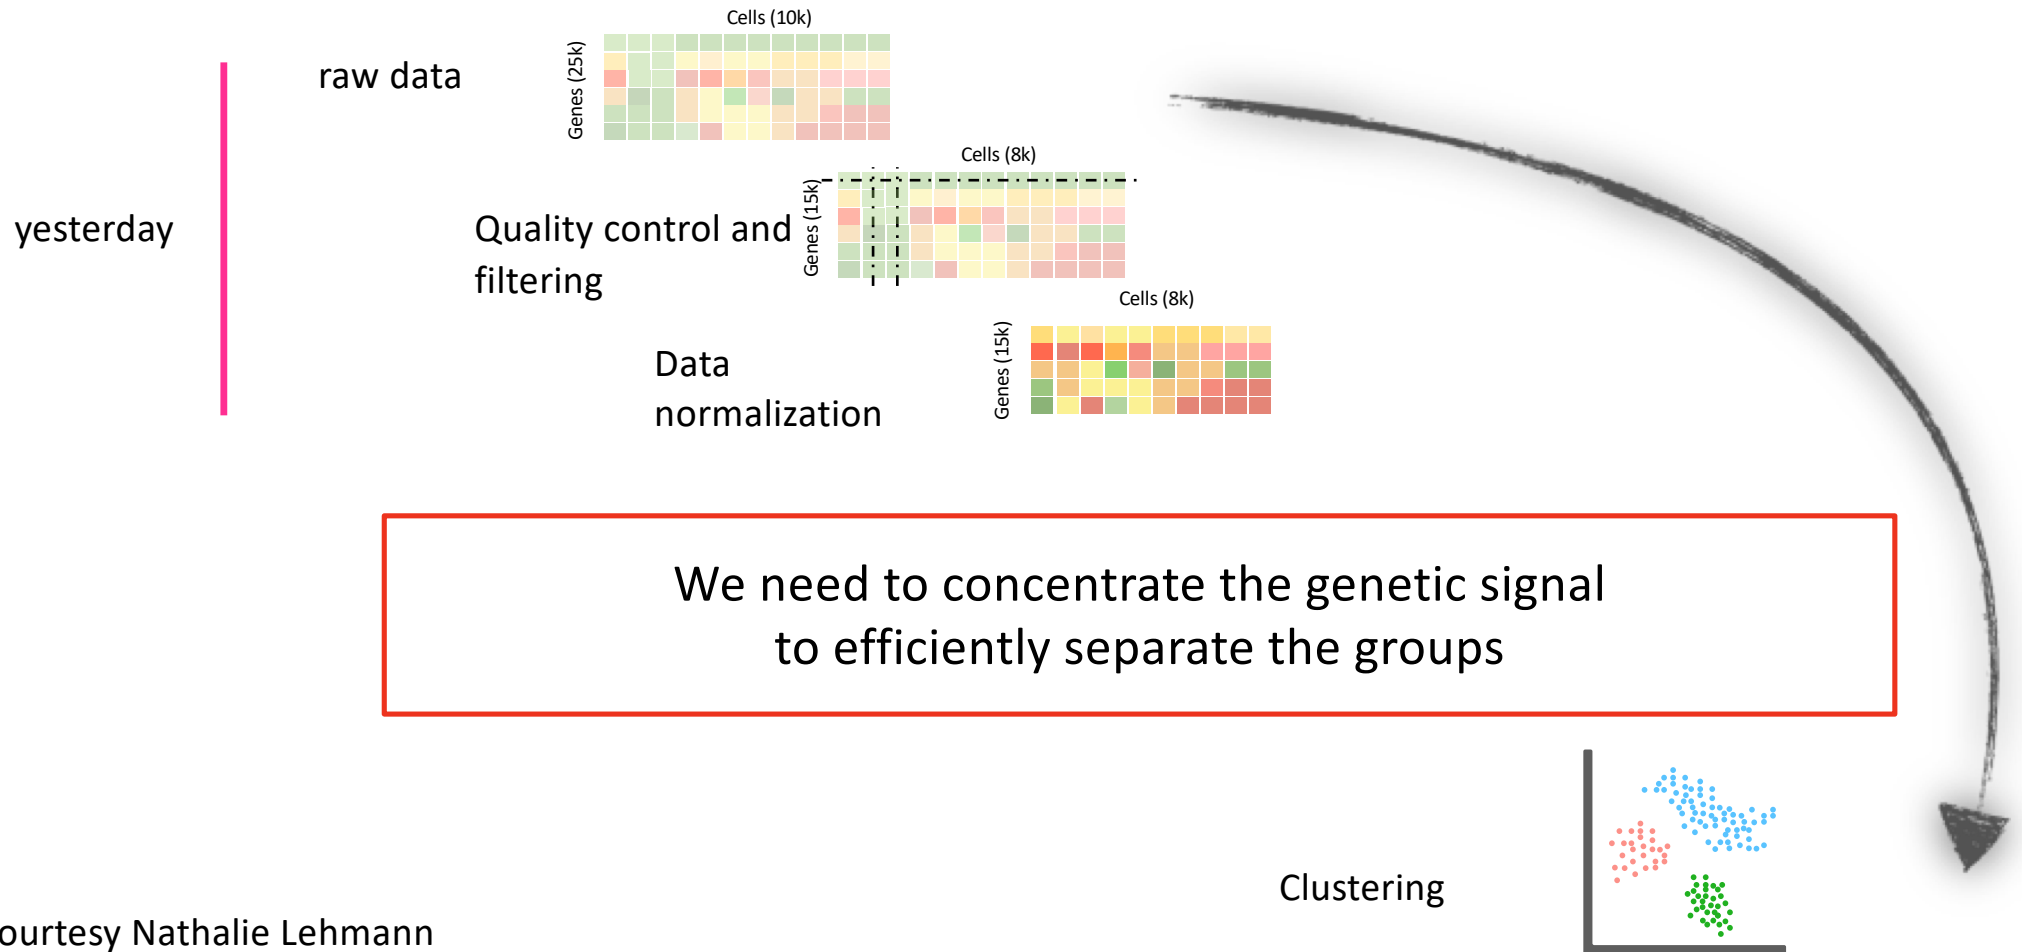 Cells (10k)
raw data
Genes (25k)
Cells (8k)
yesterday
Quality control and
filtering
Genes (15k)
Cells (8k)
Data
normalization
Genes (15k)
We need to concentrate the genetic signal
to efficiently separate the groups
Clustering
ourtesy Nathalie Lehmann